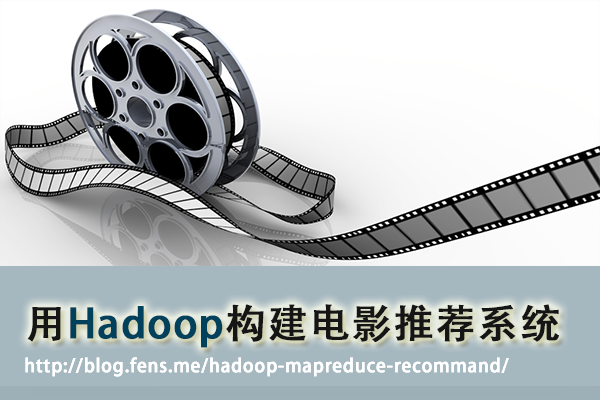 用Hadoop构建电影推荐系统
http://blog.fens.me/hadoop-mapreduce-recommand/